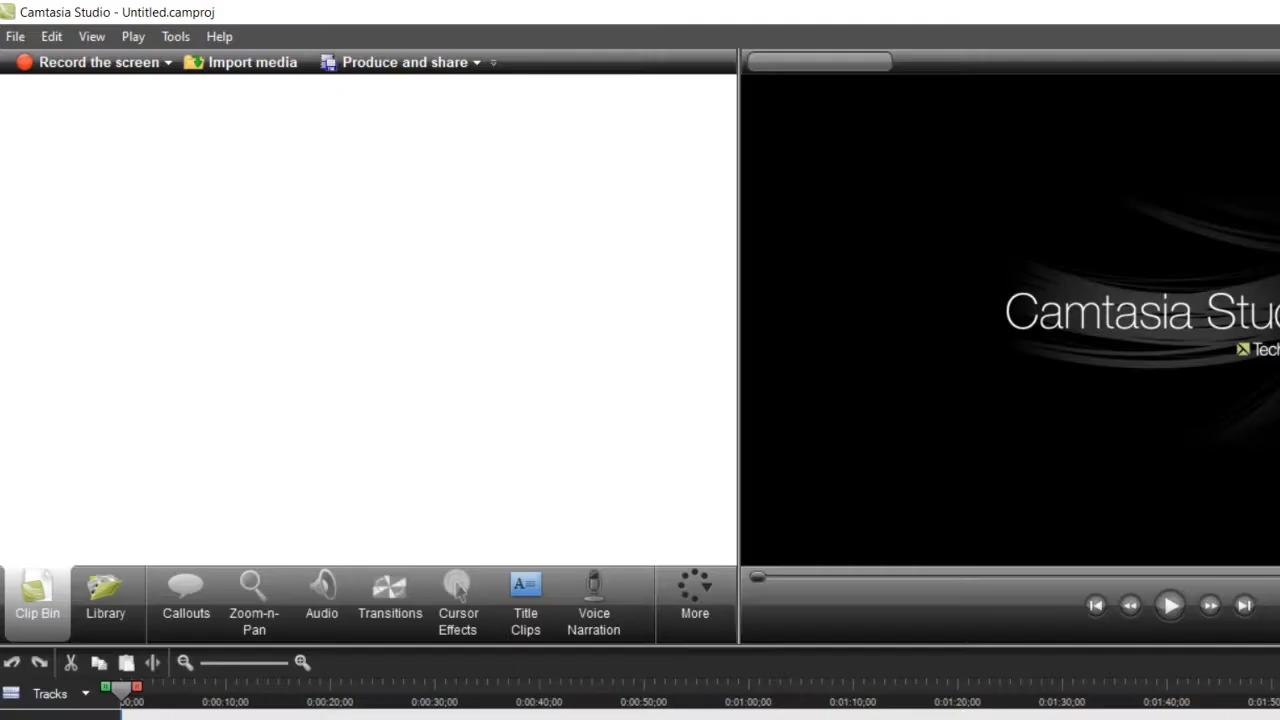 Camtasia Studio - Untitled.camproj
File Edit View Play Tools Help
Record the screen Import media Produce and share
Camtasia Stu
Tech
Clip Bin Library Callouts Zoom-n-Pan Audio Transitions Cursor Effects Title Clips Voice Narration More
Tracks
0:00:10;00 0:00:20;00 0:00:30;00 0:00:40;00 0:00:50;00 0:01:00;00 0:01:10;00 0:01:20;00 0:01:30;00 0:01:40;00